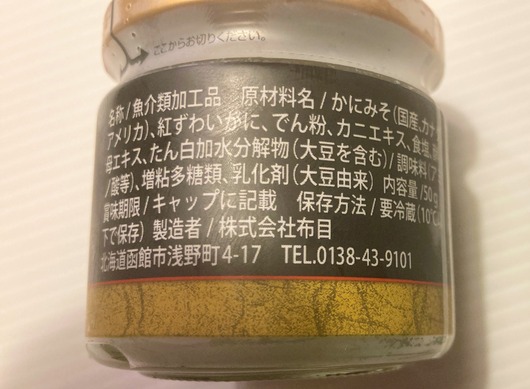 ここからお切りください。
名称/魚介類加工品 原材料名/かにみそ(国産、カナ
アメリカ)、紅ずわいがに、でん粉、カニエキス、食塩、
母エキス、たん白加水分解物(大豆を含む)/調味料(ア
ノ酸等)、増粘多糖類、乳化剤(大豆由来) 内容量/50g
賞味期限/キャップに記載 保存方法/要冷蔵(10℃
下で保存) 製造者/株式会社布目
北海道函館市浅野町4-17 TEL.0138-43-9101